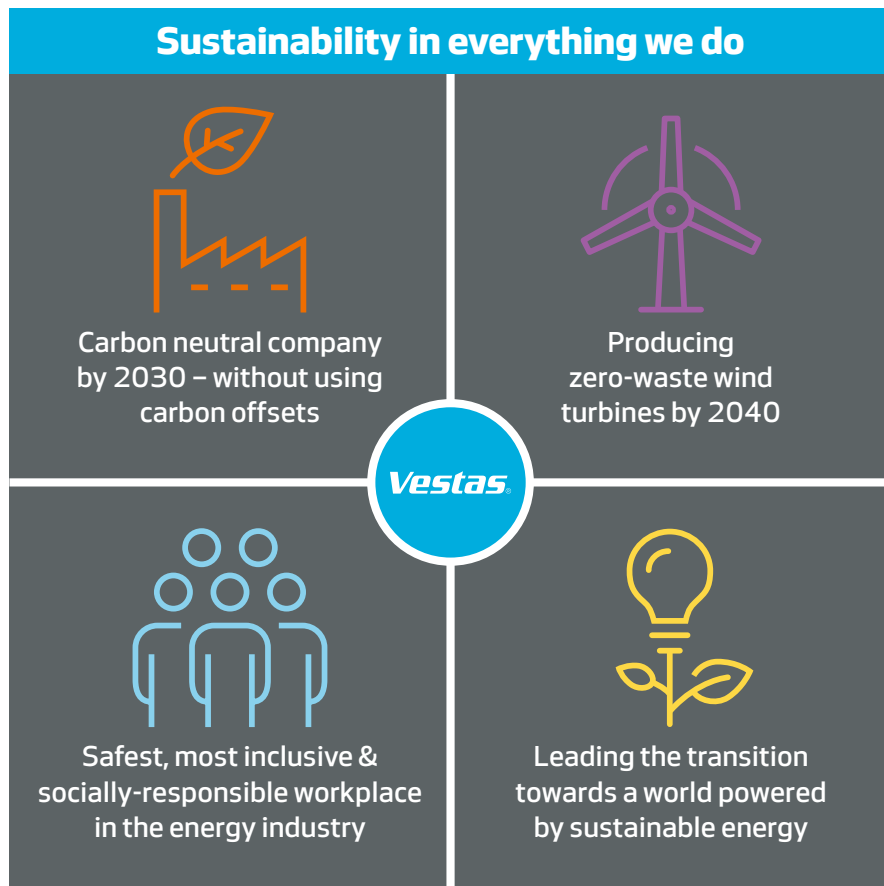 Sustainability in everything we do
Carbon neutral company
by 2030 – without using
carbon offsets
Producing
zero-waste wind
turbines by 2040
Vestas®
Safest, most inclusive &
socially-responsible workplace
in the energy industry
Leading the transition
towards a world powered
by sustainable energy